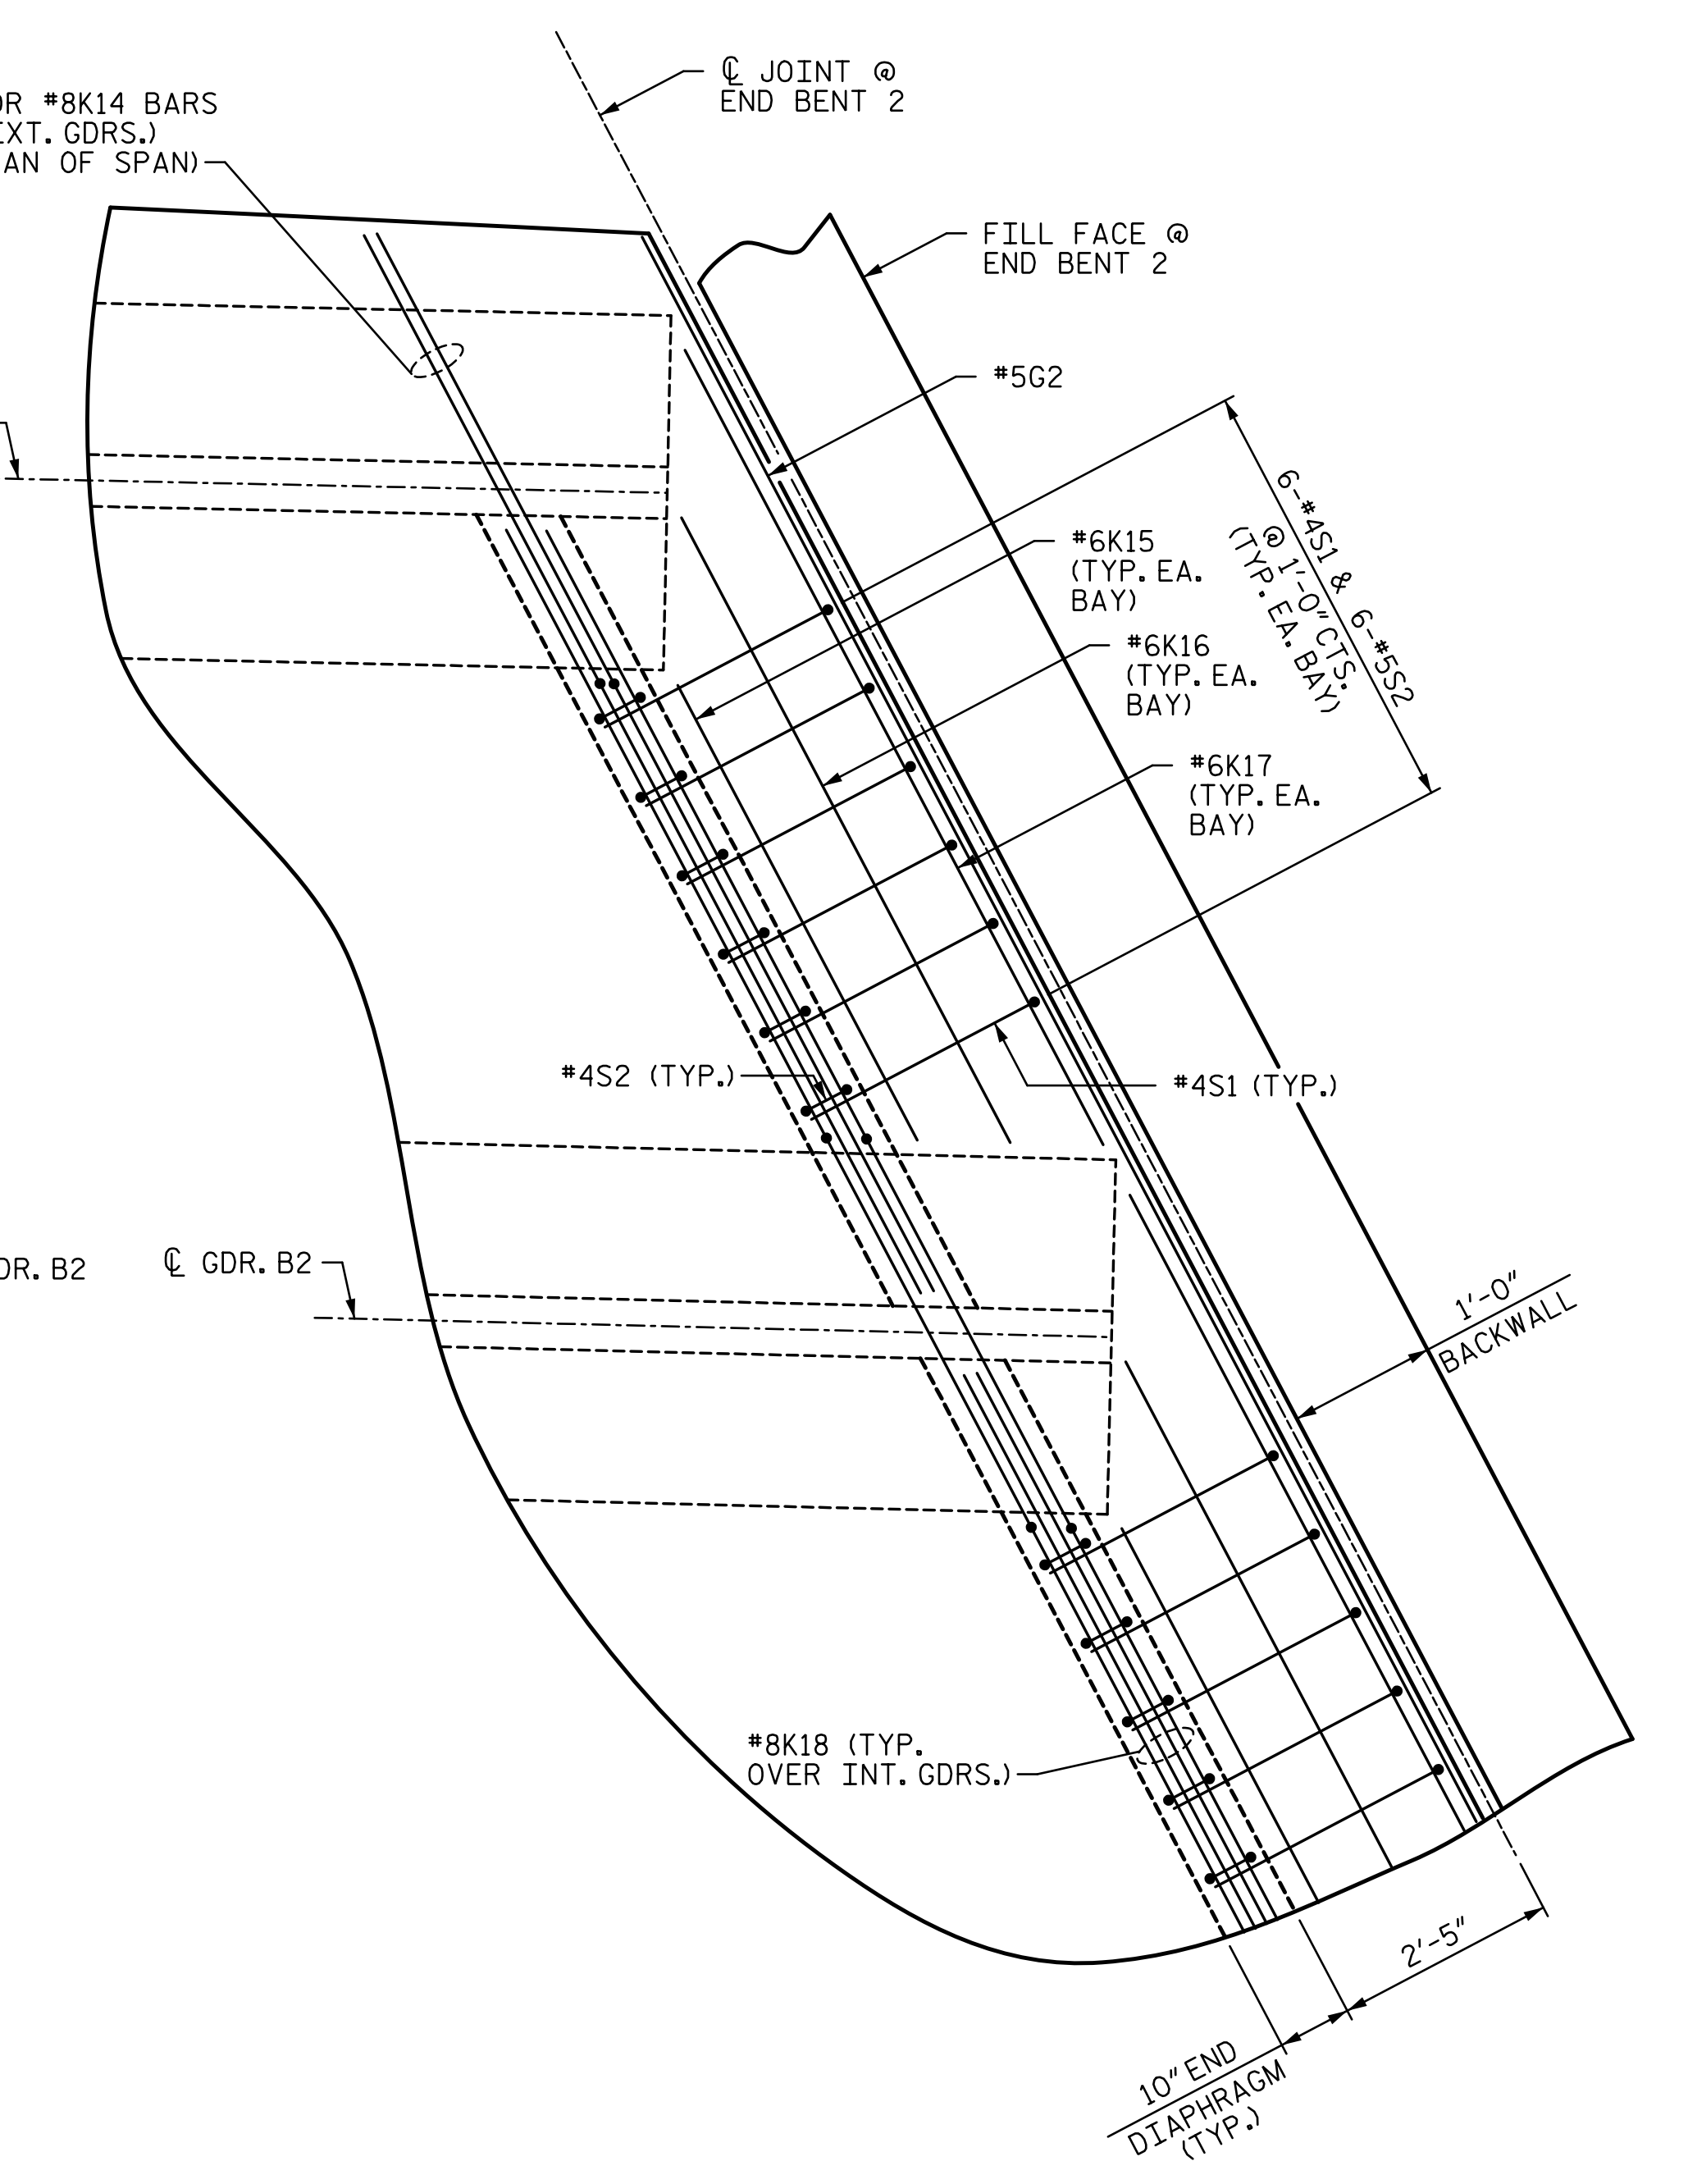 OR #8K14 BARS
EXT. GDRS.)
AN OF SPAN)
℄ JOINT @
END BENT 2
FILL FACE @
END BENT 2
#5G2
6-#4S1 & 6-#5S2
@ 1'-0" CTS.
(TYP. EA. BAY)
#6K15
(TYP. EA.
BAY)
#6K16
(TYP. EA.
BAY)
#6K17
(TYP. EA.
BAY)
#4S2 (TYP.)
#4S1 (TYP.)
DR. B2
℄ GDR. B2
1'-0"
BACKWALL
#8K18 (TYP.
OVER INT. GDRS.)
2'-5"
10" END
DIAPHRAGM
(TYP.)